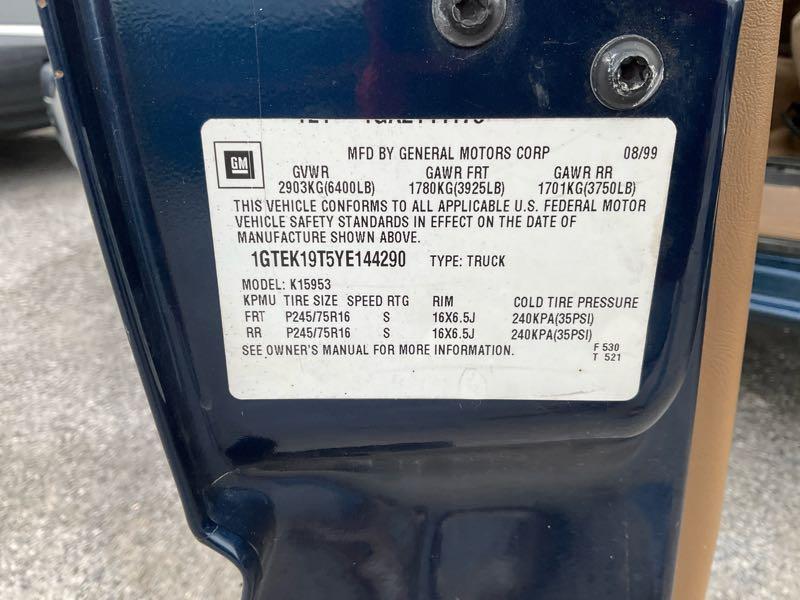 GM
MFD BY GENERAL MOTORS CORP 08/99
GVWR GAWR FRT GAWR RR
2903KG(6400LB) 1780KG(3925LB) 1701KG(3750LB)
THIS VEHICLE CONFORMS TO ALL APPLICABLE U.S. FEDERAL MOTOR
VEHICLE SAFETY STANDARDS IN EFFECT ON THE DATE OF
MANUFACTURE SHOWN ABOVE.
1GTEK19T5YE144290 TYPE: TRUCK
MODEL: K15953
KPMU TIRE SIZE SPEED RTG RIM COLD TIRE PRESSURE
FRT P245/75R16 S 16X6.5J 240KPA(35PSI)
RR P245/75R16 S 16X6.5J 240KPA(35PSI)
SEE OWNER'S MANUAL FOR MORE INFORMATION.
F 530
T 521